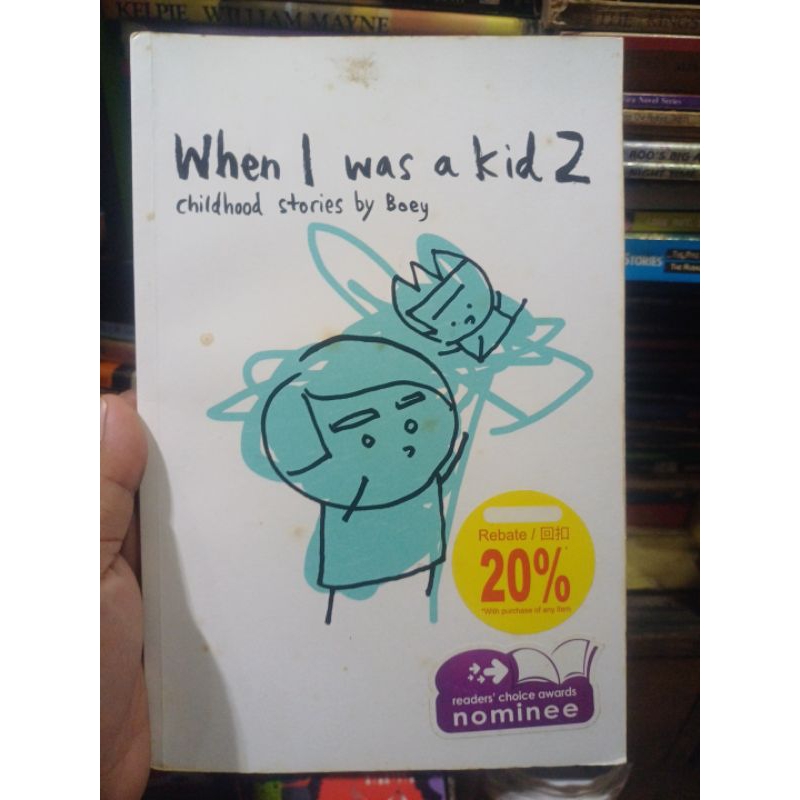 KELPIE, WILLIAM MAYNE
When I was a kid 2
childhood stories by Boey
Rebate / 回扣
20%
*With purchase of any item
readers' choice awards
nominee
STORIES